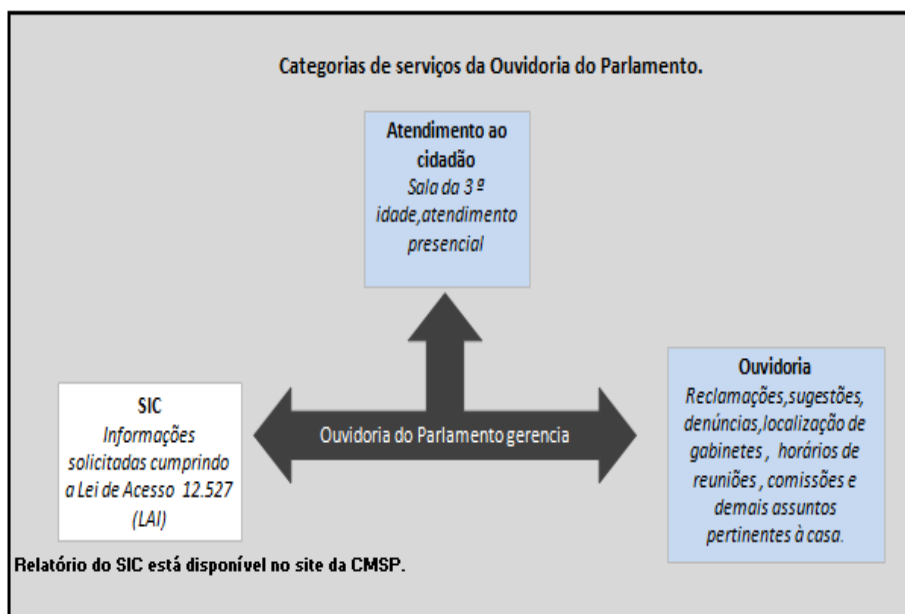 Categorias de serviços da Ouvidoria do Parlamento.
Atendimento ao
cidadão
Sala da 3 ª
idade,atendimento
presencial
SIC
Informações
solicitadas cumprindo
a Lei de Acesso 12.527
(LAI)
Ouvidoria do Parlamento gerencia
Ouvidoria
Reclamações,sugestões,
denúncias,localização de
gabinetes , horários de
reuniões , comissões e
demais assuntos
pertinentes à casa.
Relatório do SIC está disponível no site da CMSP.